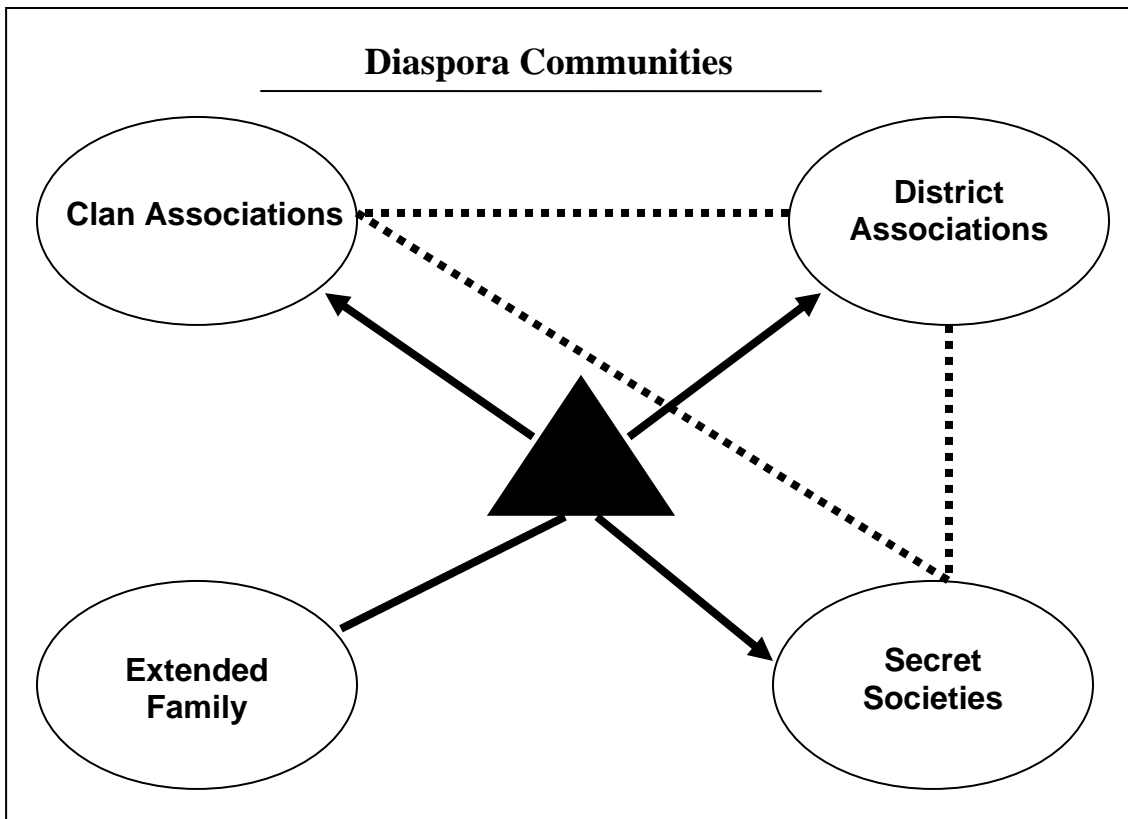 Diaspora Communities
Clan Associations
District
Associations
Extended
Family
Secret
Societies